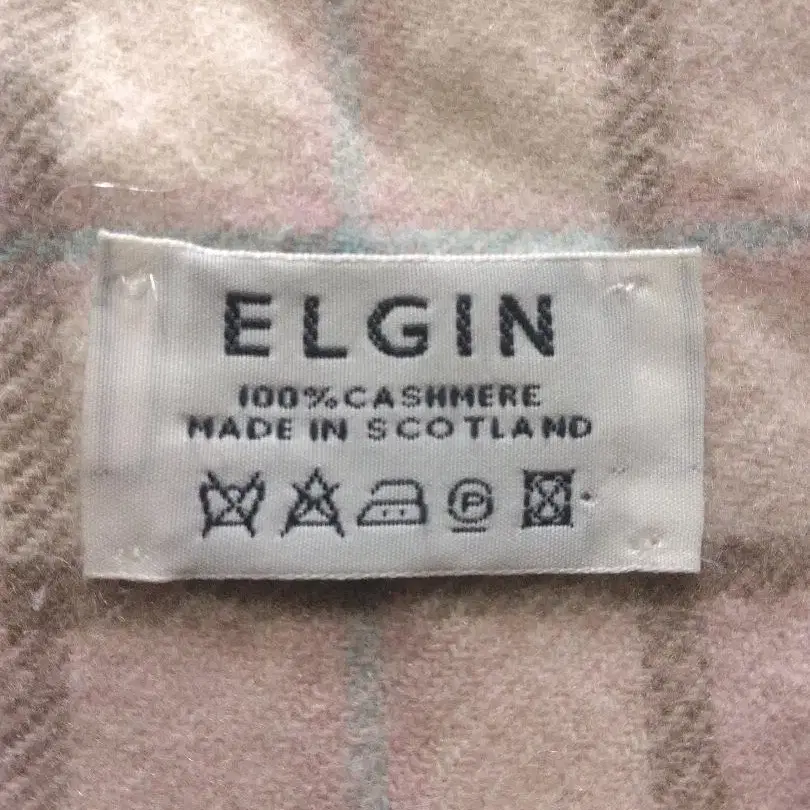 ELGIN
100% CASHMERE
MADE IN SCOTLAND
P